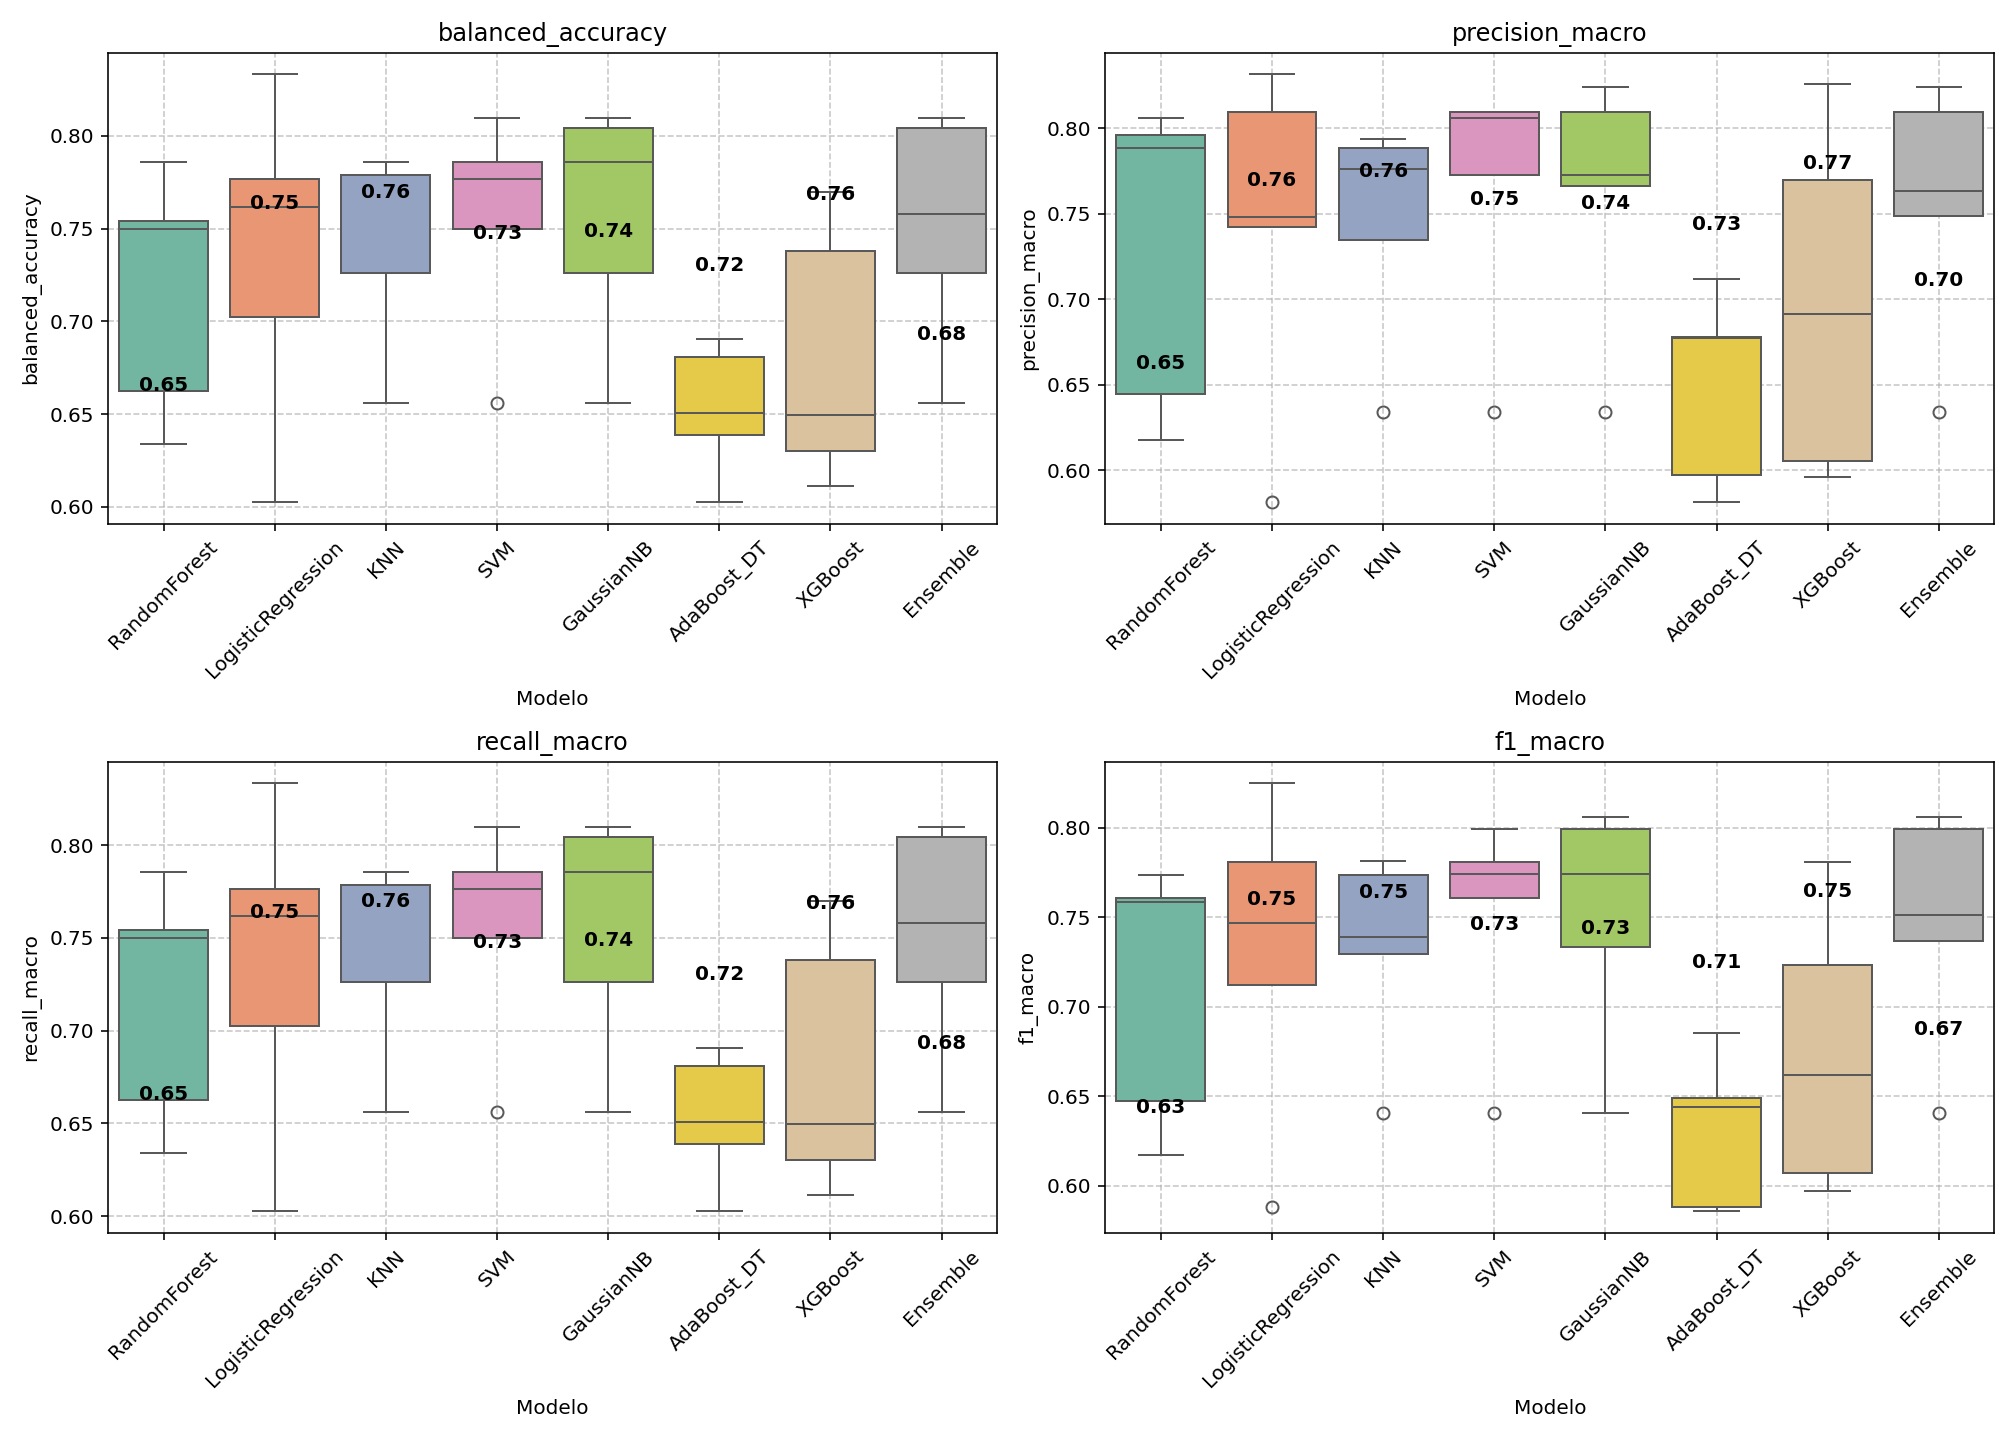 balanced_accuracy
balanced_accuracy
0.80
0.75
0.70
0.65
0.60
0.65
0.75
0.76
0.73
0.74
0.72
0.76
0.68
RandomForest
LogisticRegression
KNN
SVM
GaussianNB
AdaBoost_DT
XGBoost
Ensemble
Modelo
precision_macro
precision_macro
0.80
0.75
0.70
0.65
0.60
0.65
0.76
0.76
0.75
0.74
0.73
0.77
0.70
RandomForest
LogisticRegression
KNN
SVM
GaussianNB
AdaBoost_DT
XGBoost
Ensemble
Modelo
recall_macro
recall_macro
0.80
0.75
0.70
0.65
0.60
0.65
0.75
0.76
0.73
0.74
0.72
0.76
0.68
RandomForest
LogisticRegression
KNN
SVM
GaussianNB
AdaBoost_DT
XGBoost
Ensemble
Modelo
f1_macro
f1_macro
0.80
0.75
0.70
0.65
0.60
0.63
0.75
0.75
0.73
0.73
0.71
0.75
0.67
RandomForest
LogisticRegression
KNN
SVM
GaussianNB
AdaBoost_DT
XGBoost
Ensemble
Modelo